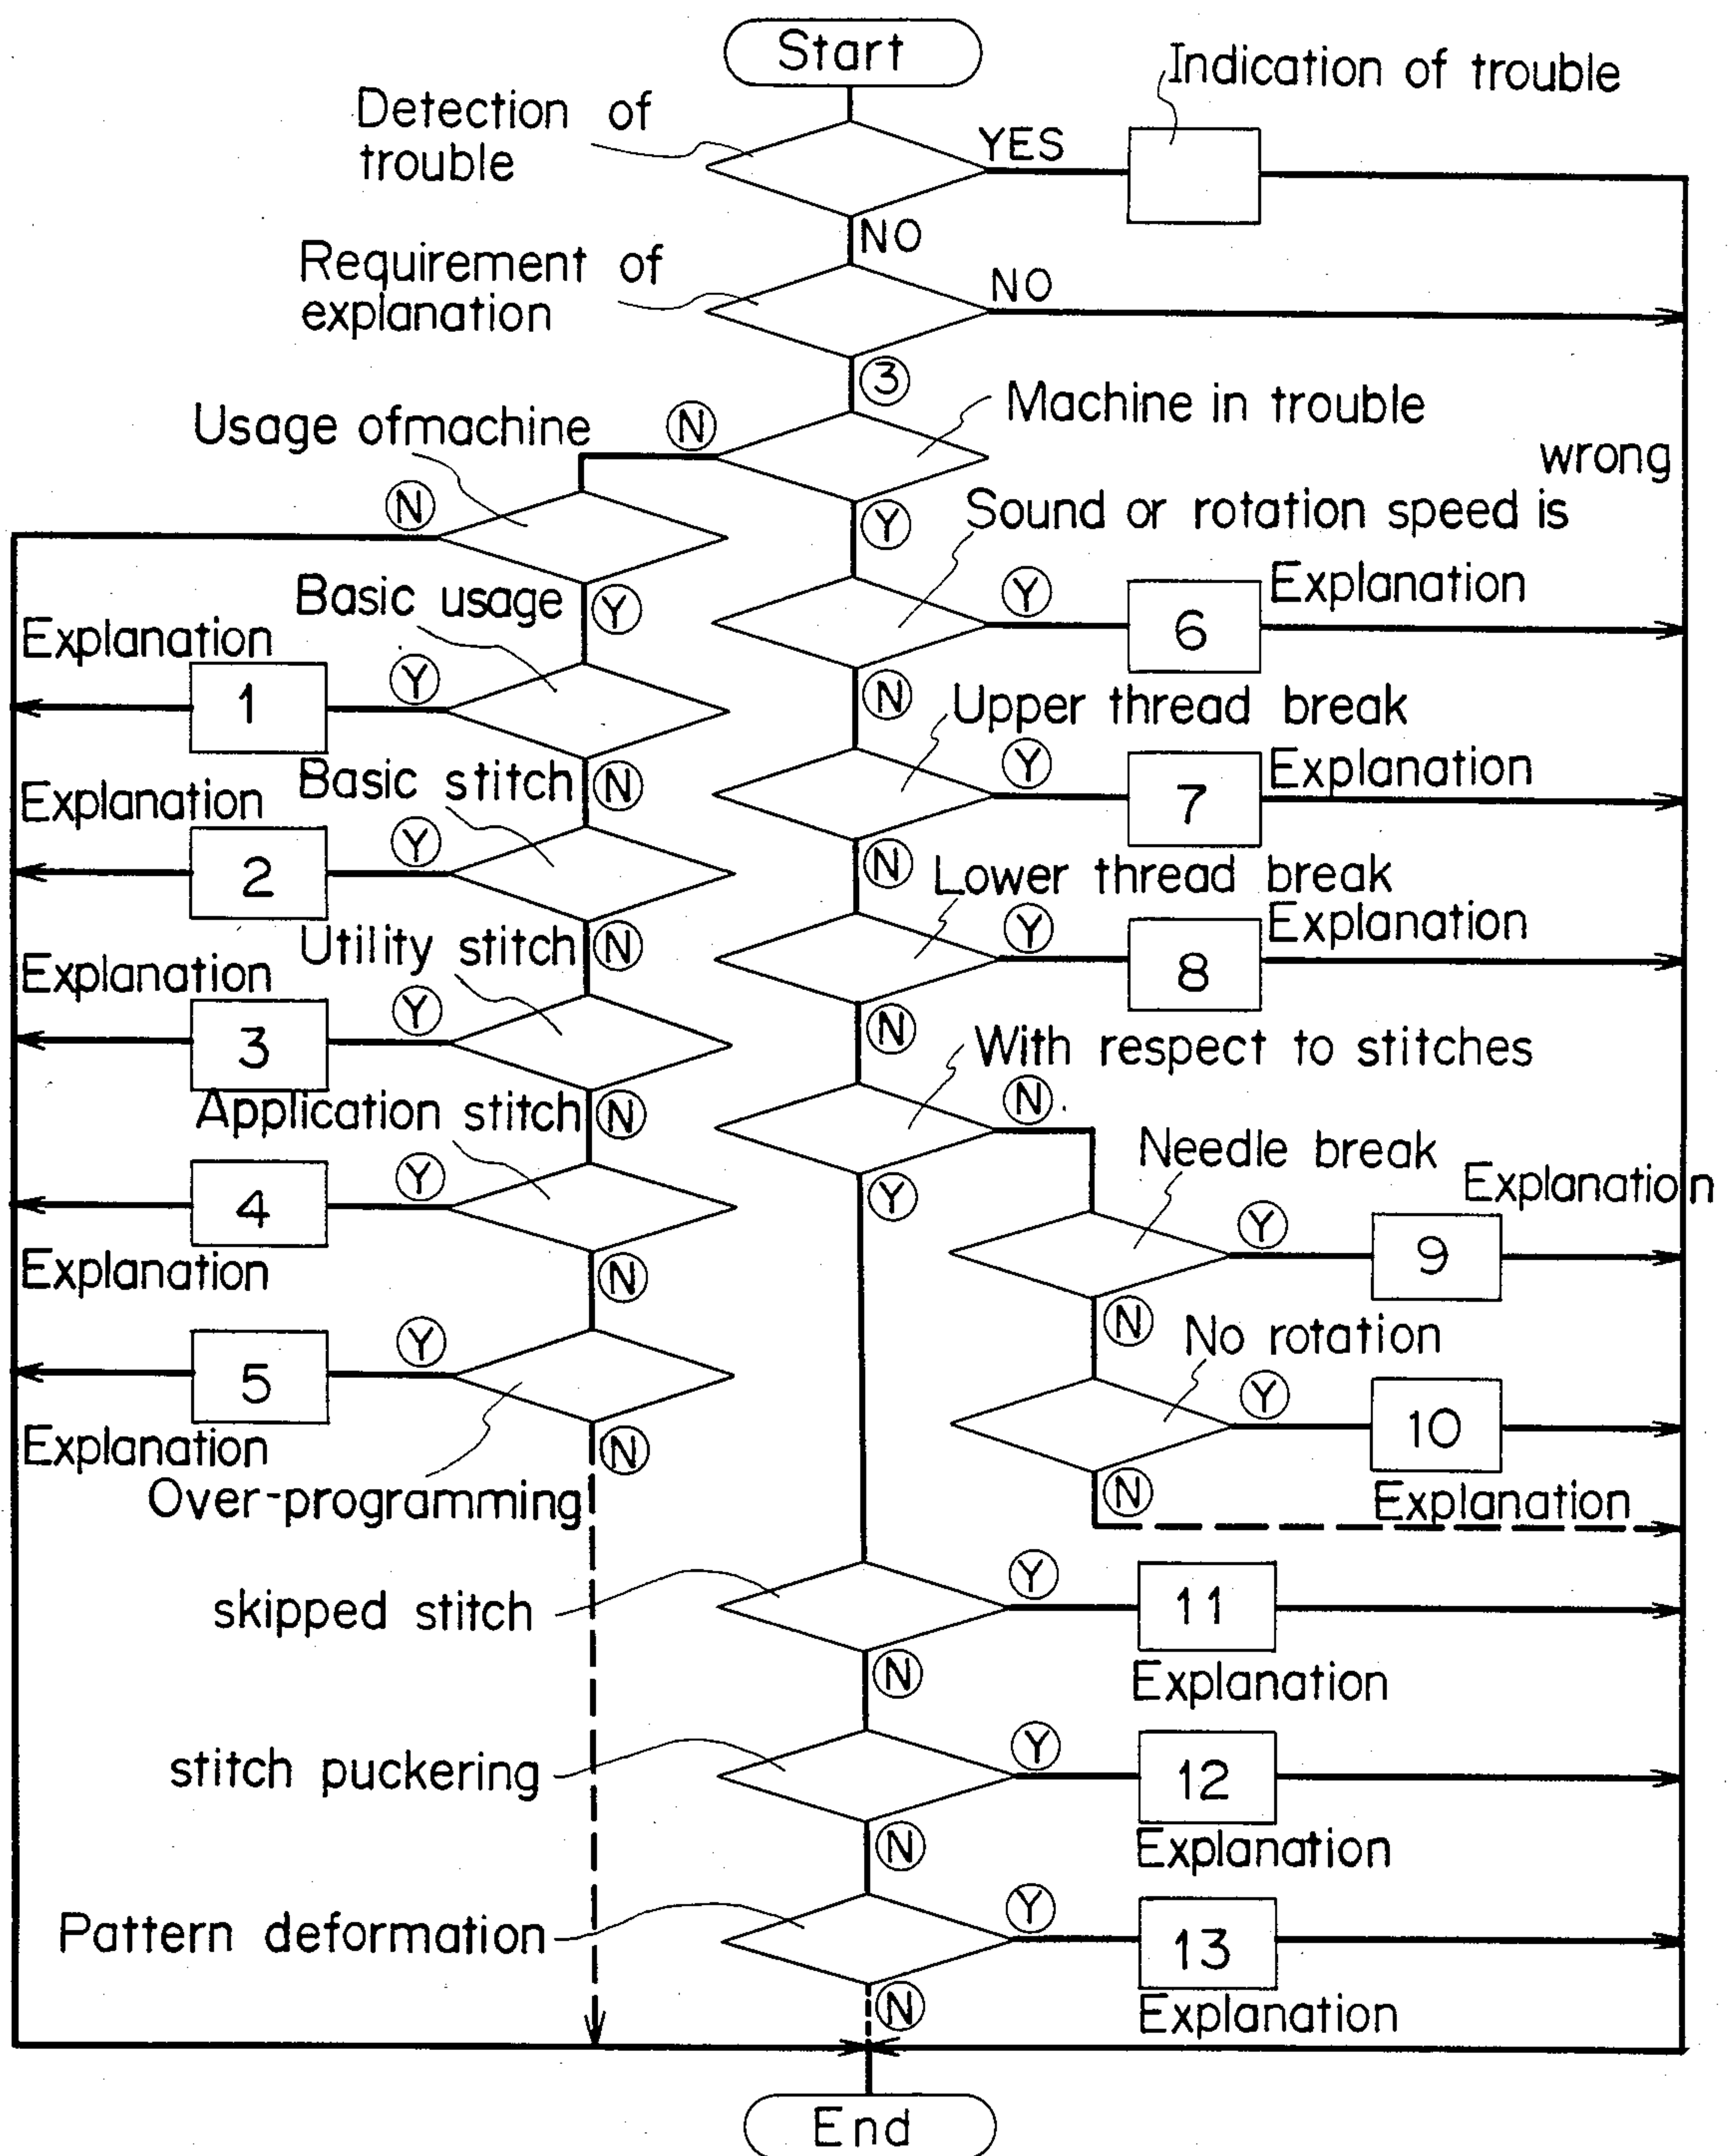 Start
Indication of trouble
Detection of
trouble
YES
NO
Requirement of
explanation
NO
3
Machine in trouble
Usage ofmachine
N
wrong
N
Y
Sound or rotation speed is
Basic usage
Y
Y
6
Explanation
Explanation
1
Y
N
Upper thread break
Basic stitch
N
Y
7
Explanation
Explanation
2
Y
N
Lower thread break
Utility stitch
N
Y
8
Explanation
Explanation
3
Y
N
With respect to stitches
N
Application stitch
N
Needle break
Explanation
4
Y
Y
Y
9
Explanation
N
N
No rotation
5
Y
Y
10
Explanation
N
N
Explanation
Over-programming
skipped stitch
Y
11
N
Explanation
stitch puckering
Y
12
N
Explanation
Pattern deformation
Y
13
N
Explanation
End